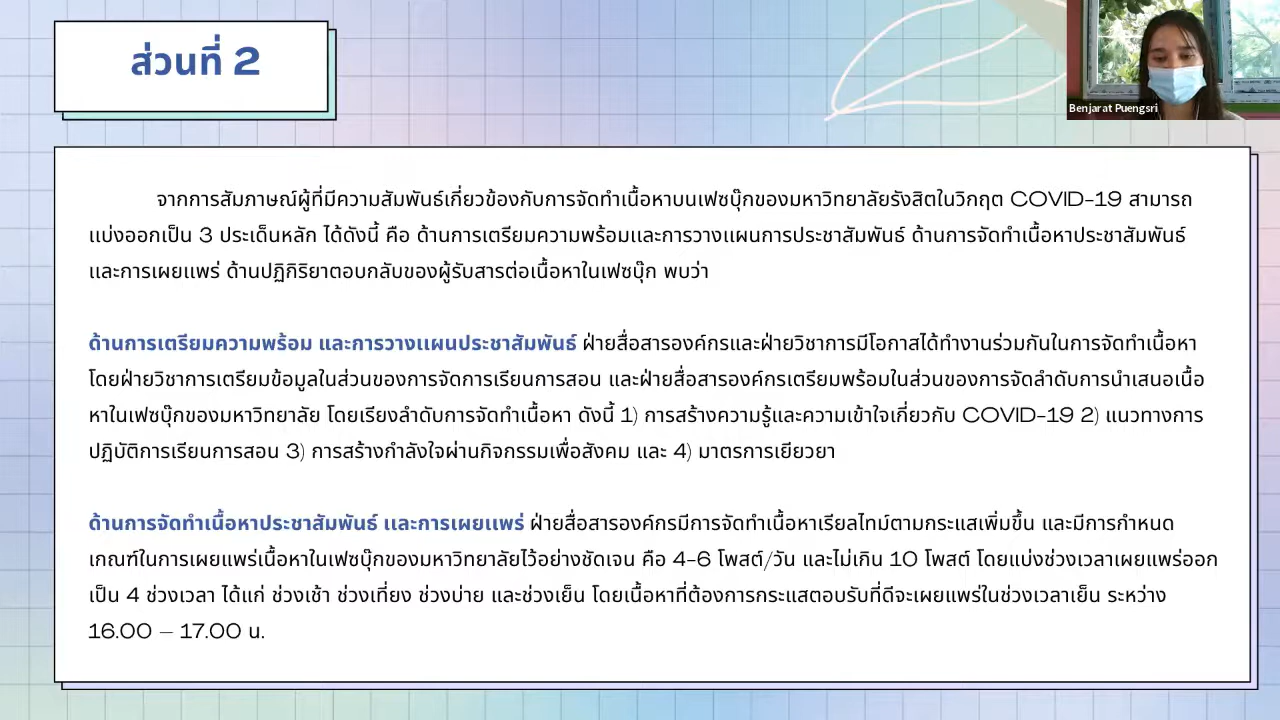 ส่วนที่ 2
Benjarat Puengsri
จากการสัมภาษณ์ผู้ที่มีความสัมพันธ์เกี่ยวข้องกับการจัดทำเนื้อหาบนเฟซบุ๊กของมหาวิทยาลัยรังสิตในวิกฤต COVID-19 สามารถ
แบ่งออกเป็น 3 ประเด็นหลัก ได้ดังนี้ คือ ด้านการเตรียมความพร้อมและการวางแผนการประชาสัมพันธ์ ด้านการจัดทำเนื้อหาประชาสัมพันธ์
และการเผยแพร่ ด้านปฏิกิริยาตอบกลับของผู้รับสารต่อเนื้อหาในเฟซบุ๊ก พบว่า
ด้านการเตรียมความพร้อม และการวางแผนประชาสัมพันธ์ ฝ่ายสื่อสารองค์กรและฝ่ายวิชาการมีโอกาสได้ทำงานร่วมกันในการจัดทำเนื้อหา
โดยฝ่ายวิชาการเตรียมข้อมูลในส่วนของการจัดการเรียนการสอน และฝ่ายสื่อสารองค์กรเตรียมพร้อมในส่วนของการจัดลำดับการนำเสนอเนื้อ
หาในเฟซบุ๊กของมหาวิทยาลัย โดยเรียงลำดับการจัดทำเนื้อหา ดังนี้ 1) การสร้างความรู้และความเข้าใจเกี่ยวกับ COVID-19 2) แนวทางการ
ปฏิบัติการเรียนการสอน 3) การสร้างกำลังใจผ่านกิจกรรมเพื่อสังคม และ 4) มาตรการเยียวยา
ด้านการจัดทำเนื้อหาประชาสัมพันธ์ และการเผยแพร่ ฝ่ายสื่อสารองค์กรมีการจัดทำเนื้อหาเรียลไทม์ตามกระแสเพิ่มขึ้น และมีการกำหนด
เกณฑ์ในการเผยแพร่เนื้อหาในเฟซบุ๊กของมหาวิทยาลัยไว้อย่างชัดเจน คือ 4-6 โพสต์/วัน และไม่เกิน 10 โพสต์ โดยแบ่งช่วงเวลาเผยแพร่ออก
เป็น 4 ช่วงเวลา ได้แก่ ช่วงเช้า ช่วงเที่ยง ช่วงบ่าย และช่วงเย็น โดยเนื้อหาที่ต้องการกระแสตอบรับที่ดีจะเผยแพร่ในช่วงเวลาเย็น ระหว่าง
16.00 – 17.00 น.